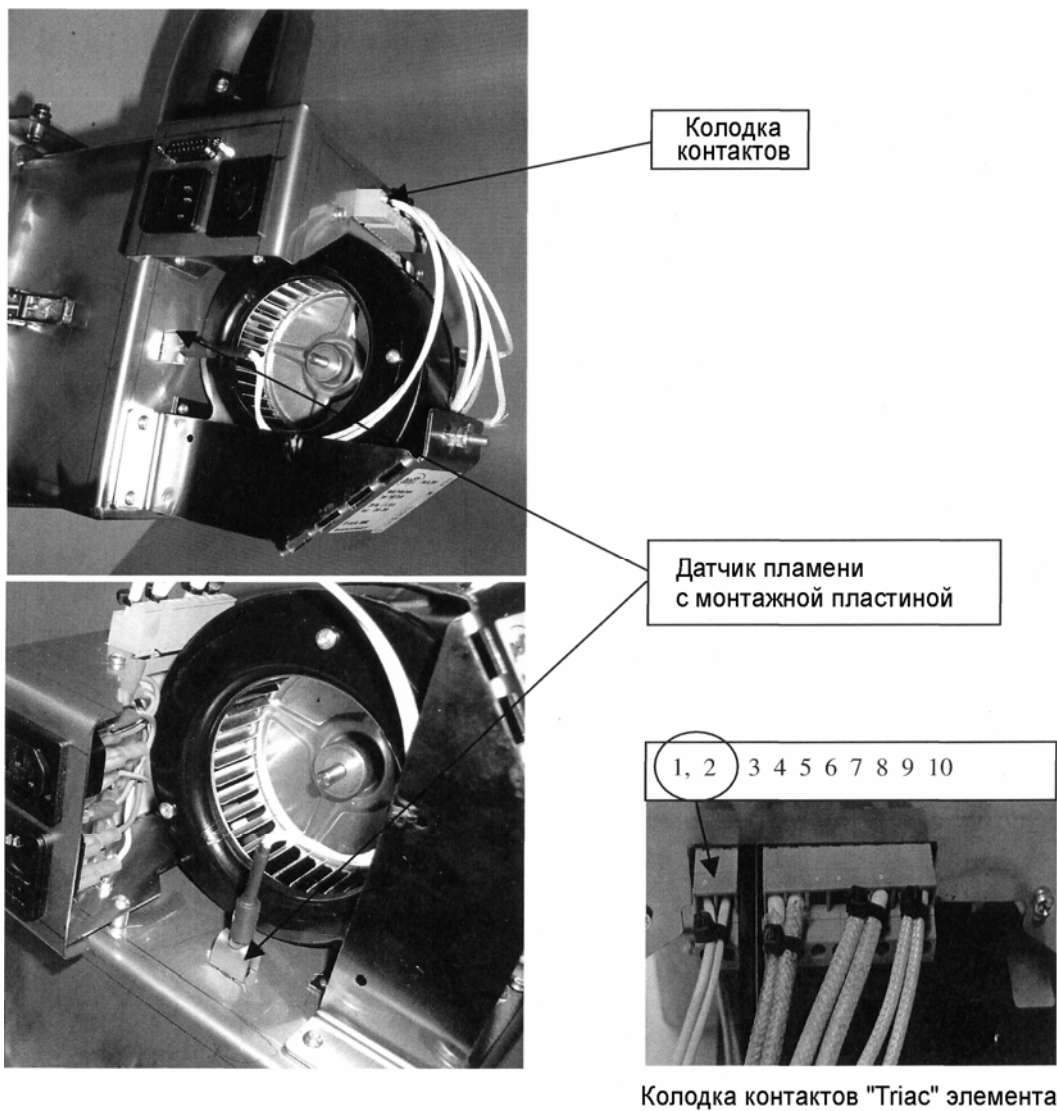 Колодка
контактов
Датчик пламени
с монтажной пластиной
1, 2 3 4 5 6 7 8 9 10
Колодка контактов "Triac" элемента